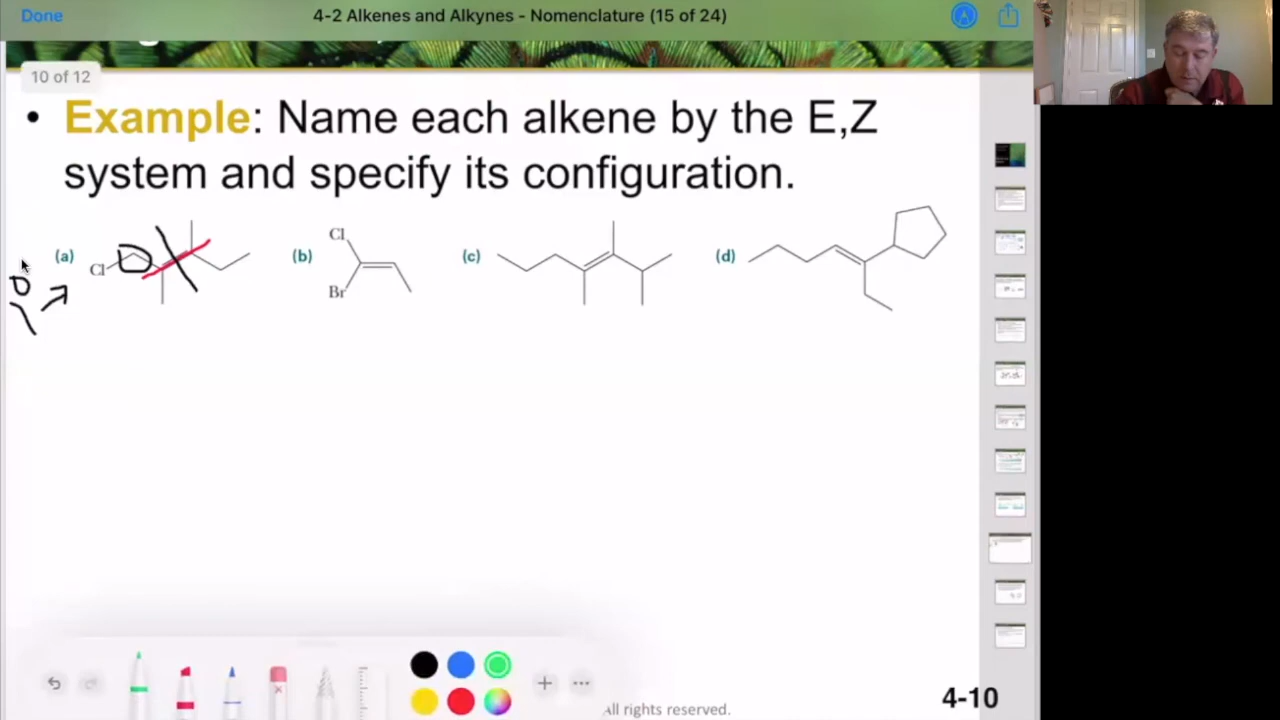 Done
4-2 Alkenes and Alkynes - Nomenclature (15 of 24)
10 of 12
• Example: Name each alkene by the E,Z
system and specify its configuration.
(a) Cl
(b) Cl
Br
(c)
(d)
All rights reserved.
4-10